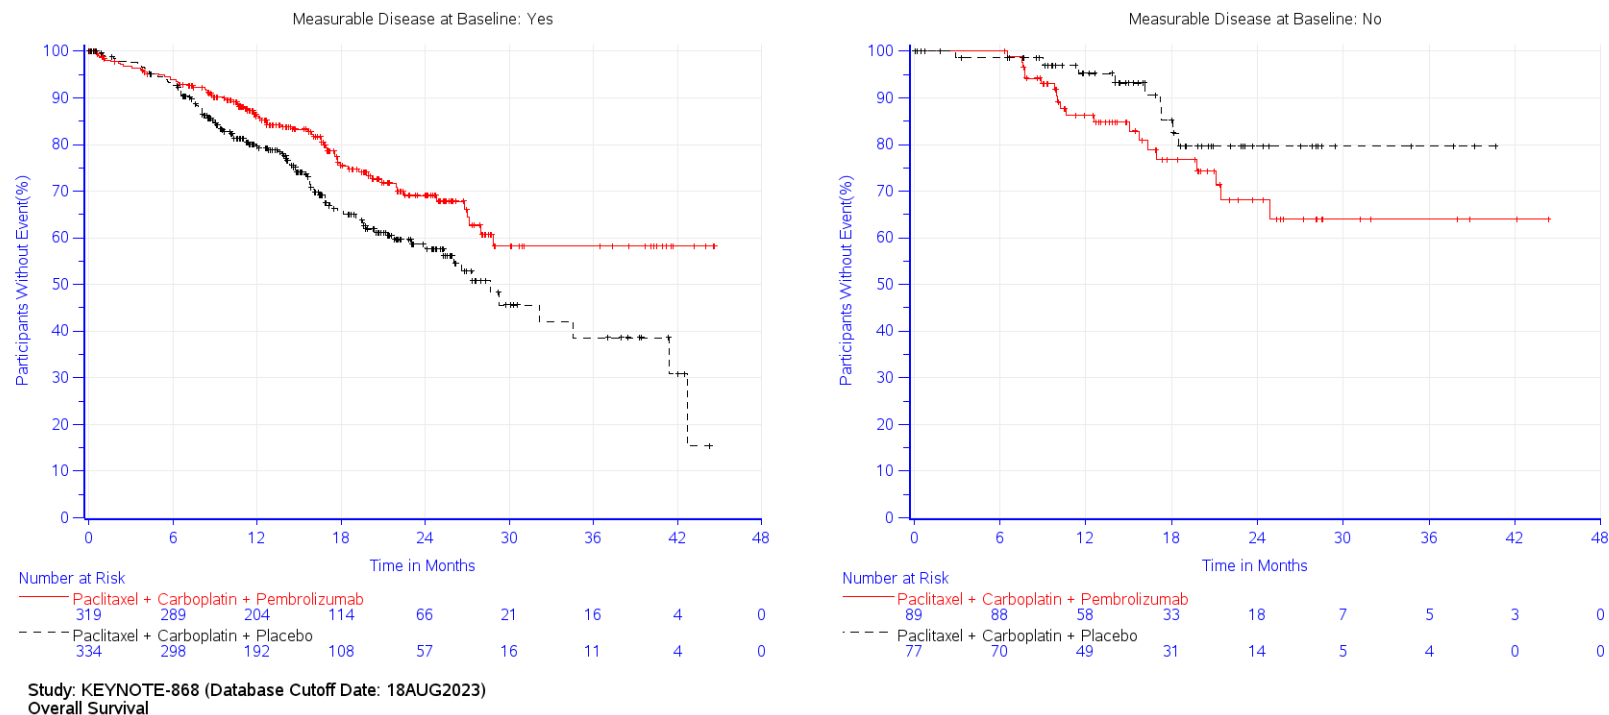 Measurable Disease at Baseline: Yes
Participants Without Event(%)
100
90
80
70
60
50
40
30
20
10
0
0 6 12 18 24 30 36 42 48
Time in Months
Number at Risk
Paclitaxel + Carboplatin + Pembrolizumab
319 289 204 114 66 21 16 4 0
Paclitaxel + Carboplatin + Placebo
334 298 192 108 57 16 11 4 0
Measurable Disease at Baseline: No
Participants Without Event(%)
100
90
80
70
60
50
40
30
20
10
0
0 6 12 18 24 30 36 42 48
Time in Months
Number at Risk
Paclitaxel + Carboplatin + Pembrolizumab
89 88 58 33 18 7 5 3 0
Paclitaxel + Carboplatin + Placebo
77 70 49 31 14 5 4 0 0
Study: KEYNOTE-868 (Database Cutoff Date: 18AUG2023)
Overall Survival